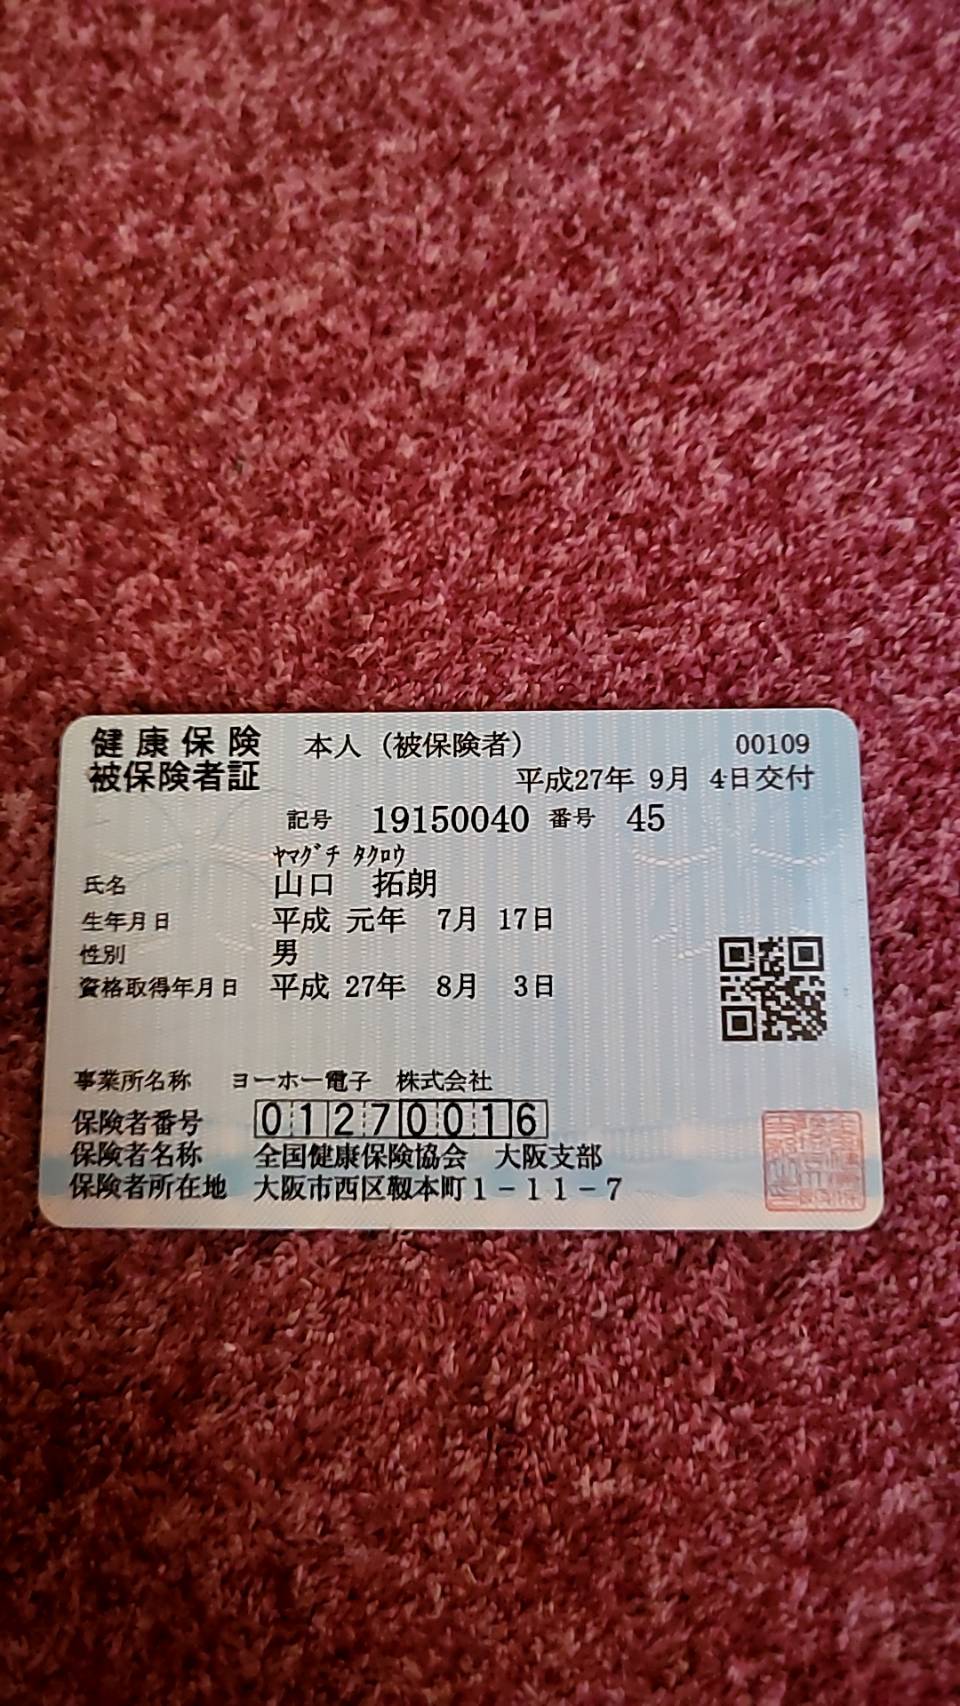 健康保険 本人（被保険者） 00109
被保険者証 平成27年 9月 4日交付
記号 19150040 番号 45
ﾔﾏｸﾞﾁ ﾀｸﾛｳ
氏名 山口 拓朗
生年月日 平成 元年 7月 17日
性別 男
資格取得年月日 平成 27年 8月 3日
事業所名称 ヨーホー電子 株式会社
保険者番号 01270016
保険者名称 全国健康保険協会 大阪支部
保険者所在地 大阪市西区靱本町１－１１－７